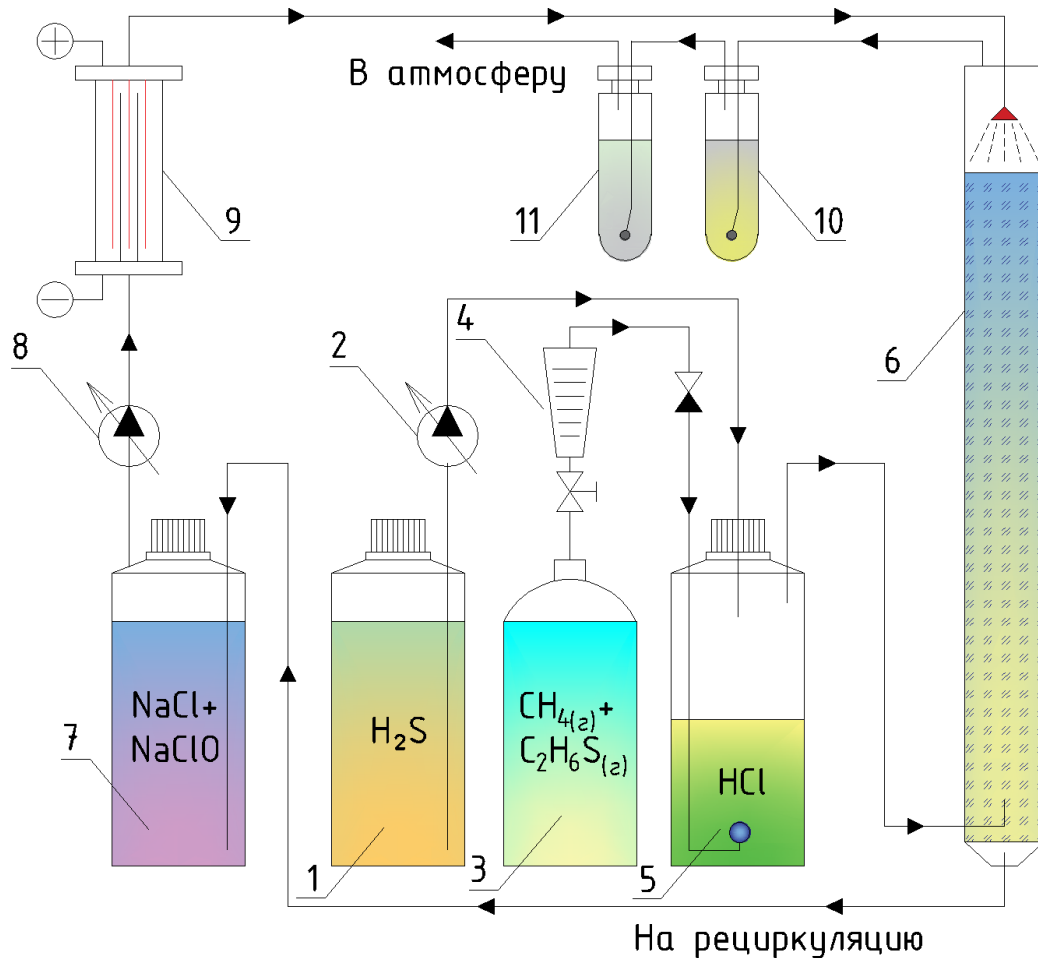 В атмосферу
+
−
9
11
10
8
2
4
6
NaCl+
NaClO
H₂S
CH₄(г)+
C₂H₆S(г)
HCl
7
1
3
5
На рециркуляцию